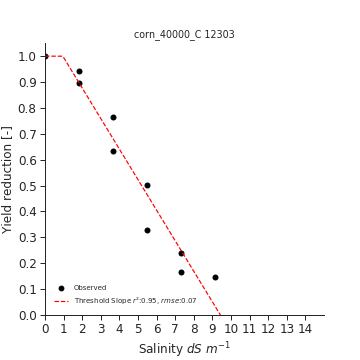 corn_40000_C 12303
Yield reduction [-]
1.0
0.9
0.8
0.7
0.6
0.5
0.4
0.3
0.2
0.1
0.0
Observed
Threshold Slope r²:0.95, rmse:0.07
0 1 2 3 4 5 6 7 8 9 10 11 12 13 14
Salinity dS m⁻¹